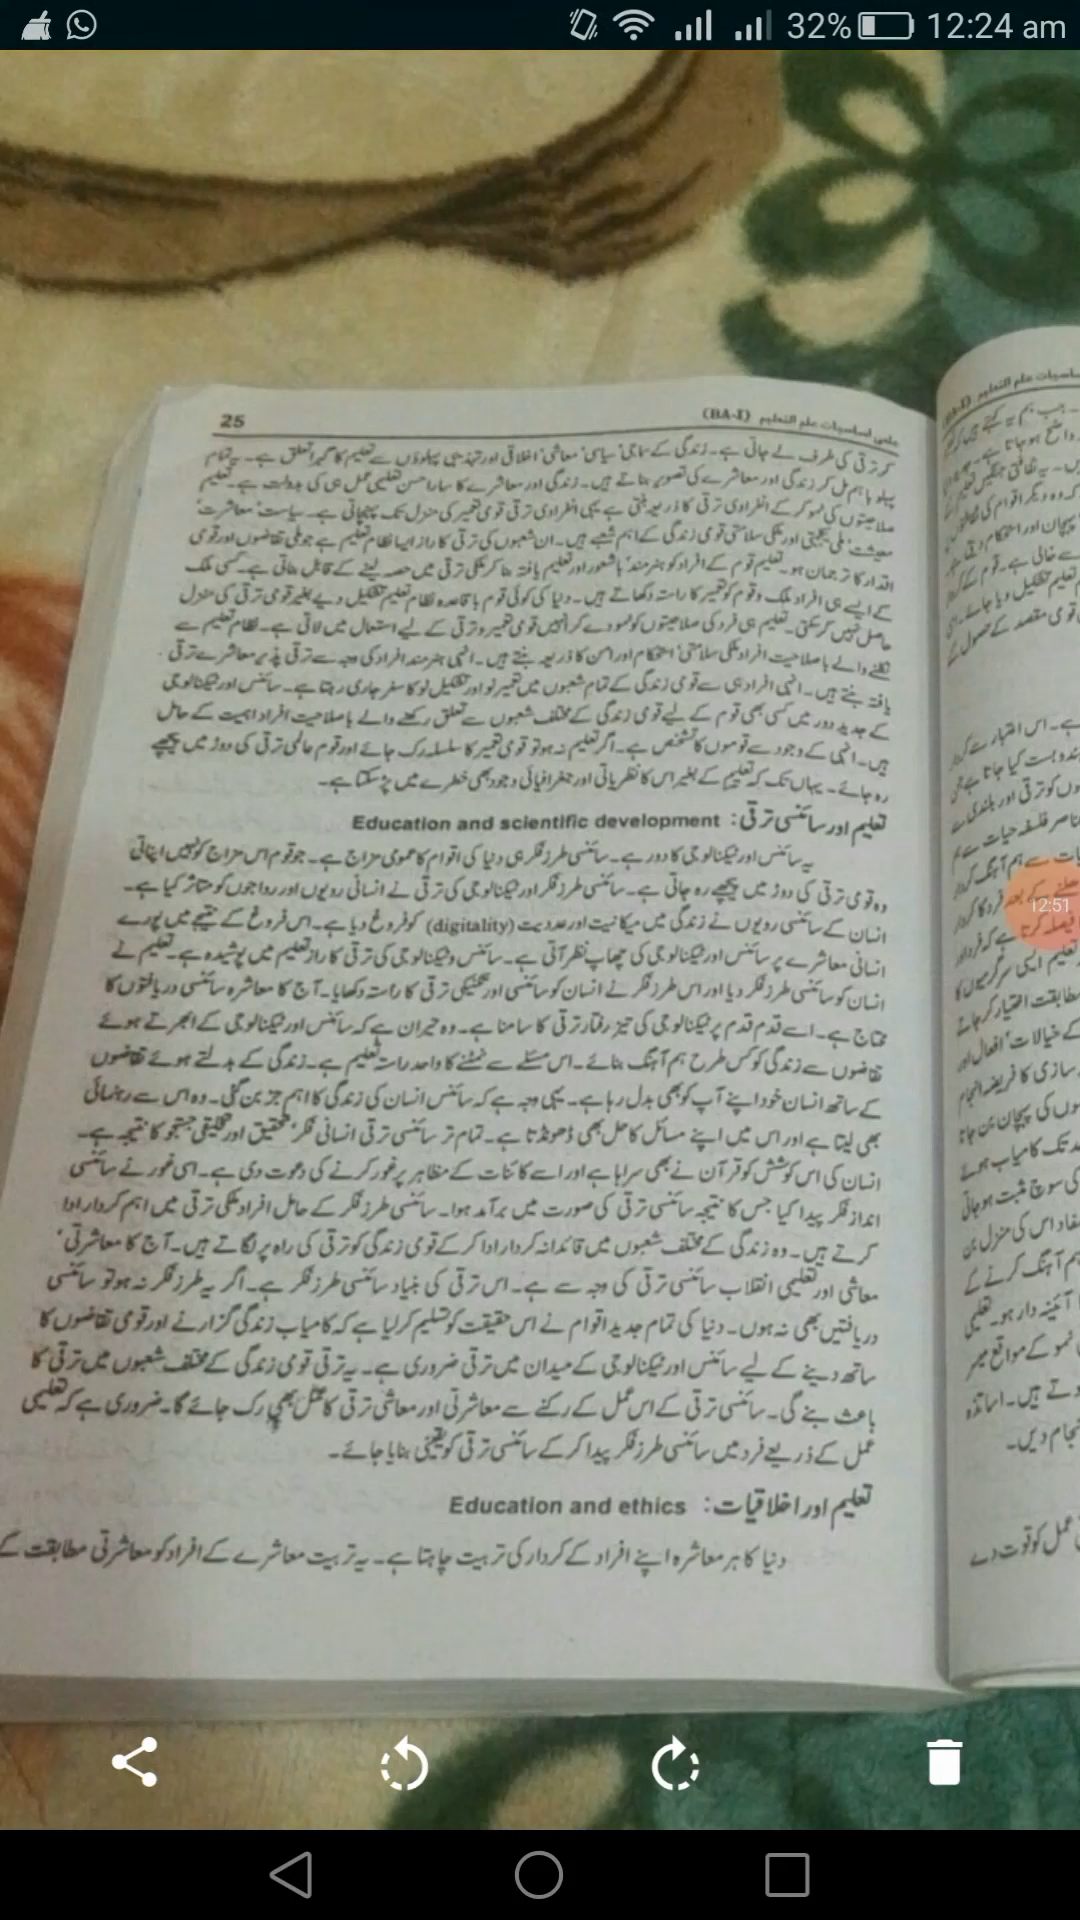 32% 12:24 am
25 علمی اساسیات علم التعلیم (BA-I)
کر ترقی کی طرف لے جاتی ہے۔ زندگی کے سماجی' سیاسی' معاشی' اخلاقی اور تہذیبی پہلوؤں سے تعلیم کا گہرا تعلق ہے۔ یہ تمام
پہلو باہم مل کر زندگی اور معاشرے کی تصویر بناتے ہیں۔ زندگی اور معاشرے کا سارا حسن تعلیمی عمل ہی کی بدولت ہے۔ تعلیم
صلاحیتوں کی نمو کر کے انفرادی ترقی کا ذریعہ بنتی ہے یہی انفرادی ترقی قومی تعمیر کی منزل تک پہنچاتی ہے۔ سیاست' معاشرت'
معیشت' ملی یکجہتی اور ملکی سلامتی قومی زندگی کے اہم شعبے ہیں۔ ان شعبوں کی ترقی کا راز ایسا نظام تعلیم ہے جو ملی تقاضوں اور قومی
اقدار کا ترجمان ہو۔ تعلیم قوم کے افراد کو ہنرمند' باشعور اور تعلیم یافتہ بنا کر ملکی ترقی میں حصہ لینے کے قابل بناتی ہے۔ کسی ملک
کے ایسے ہی افراد ملک و قوم کو تعمیر کا راستہ دکھاتے ہیں۔ دنیا کی کوئی قوم باقاعدہ نظام تعلیم تشکیل دیے بغیر قومی ترقی کی منزل
حاصل نہیں کر سکتی۔ تعلیم ہی فرد کی صلاحیتوں کو نمو دے کر انہیں قومی تعمیر و ترقی کے لیے استعمال میں لاتی ہے۔ نظام تعلیم سے
نکلنے والے باصلاحیت افراد ملکی سلامتی' استحکام اور امن کا ذریعہ بنتے ہیں۔ انہی ہنرمند افراد کی وجہ سے ترقی پذیر معاشرے ترقی
یافتہ بنتے ہیں۔ انہی افراد ہی سے قومی زندگی کے تمام شعبوں میں تعمیر نو اور تشکیل نو کا سفر جاری رہتا ہے۔ سائنس اور ٹیکنالوجی
کے جدید دور میں کسی بھی قوم کے لیے قومی زندگی کے مختلف شعبوں سے تعلق رکھنے والے باصلاحیت افراد اہمیت کے حامل
ہیں۔ انہی کے وجود سے قوموں کا تشخص ہے۔ اگر تعلیم نہ ہو تو قومی تعمیر کا سلسلہ رک جائے اور قوم عالمی ترقی کی دوڑ میں پیچھے
رہ جائے۔ یہاں تک کہ تعلیم کے بغیر اس کا نظریاتی اور جغرافیائی وجود بھی خطرے میں پڑ سکتا ہے۔
تعلیم اور سائنسی ترقی: Education and scientific development
یہ سائنس اور ٹیکنالوجی کا دور ہے۔ سائنسی طرز فکر ہی دنیا کی اقوام کا عمومی مزاج ہے۔ جو قوم اس مزاج کو نہیں اپناتی
وہ قومی ترقی کی دوڑ میں پیچھے رہ جاتی ہے۔ سائنسی طرز فکر اور ٹیکنالوجی کی ترقی نے انسانی رویوں اور رواجوں کو متاثر کیا ہے۔
انسان کے سائنسی رویوں نے زندگی میں میکانیت اور عددیت (digitality) کو فروغ دیا ہے۔ اس فروغ کے نتیجے میں پورے
انسانی معاشرے پر سائنس اور ٹیکنالوجی کی چھاپ نظر آتی ہے۔ سائنس و ٹیکنالوجی کی ترقی کا راز تعلیم میں پوشیدہ ہے۔ تعلیم نے
انسان کو سائنسی طرز فکر دیا اور اس طرز فکر نے انسان کو سائنسی اور تکنیکی ترقی کا راستہ دکھایا۔ آج کا معاشرہ سائنسی دریافتوں کا
محتاج ہے۔ اسے قدم قدم پر ٹیکنالوجی کی تیز رفتار ترقی کا سامنا ہے۔ وہ حیران ہے کہ سائنس اور ٹیکنالوجی کے ابھرتے ہوئے
تقاضوں سے زندگی کو کس طرح ہم آہنگ بنائے۔ اس مسئلے سے نمٹنے کا واحد راستہ تعلیم ہے۔ زندگی کے بدلتے ہوئے تقاضوں
کے ساتھ انسان خود اپنے آپ کو بھی بدل رہا ہے۔ یہی وجہ ہے کہ سائنس انسان کی زندگی کا اہم جز بن گئی۔ وہ اس سے رہنمائی
بھی لیتا ہے اور اس میں اپنے مسائل کا حل بھی ڈھونڈتا ہے۔ تمام تر سائنسی ترقی انسانی فکر' تحقیق اور تخلیقی جستجو کا نتیجہ ہے۔
انسان کی اس کوشش کو قرآن نے بھی سراہا ہے اور اسے کائنات کے مظاہر پر غور کرنے کی دعوت دی ہے۔ اسی غور نے سائنسی
انداز فکر پیدا کیا جس کا نتیجہ سائنسی ترقی کی صورت میں برآمد ہوا۔ سائنسی طرز فکر کے حامل افراد ملکی ترقی میں اہم کردار ادا
کرتے ہیں۔ وہ زندگی کے مختلف شعبوں میں قائدانہ کردار ادا کر کے قومی زندگی کو ترقی کی راہ پر لگاتے ہیں۔ آج کا معاشرتی'
معاشی اور تعلیمی انقلاب سائنسی ترقی کی وجہ سے ہے۔ اس ترقی کی بنیاد سائنسی طرز فکر ہے۔ اگر یہ طرز فکر نہ ہو تو سائنسی
دریافتیں بھی نہ ہوں۔ دنیا کی تمام جدید اقوام نے اس حقیقت کو تسلیم کر لیا ہے کہ کامیاب زندگی گزارنے اور قومی تقاضوں کا
ساتھ دینے کے لیے سائنس اور ٹیکنالوجی کے میدان میں ترقی ضروری ہے۔ یہ ترقی قومی زندگی کے مختلف شعبوں میں ترقی کا
باعث بنے گی۔ سائنسی ترقی کے اس عمل کے رکنے سے معاشرتی اور معاشی ترقی کا عمل بھی رک جائے گا۔ ضروری ہے کہ تعلیمی
عمل کے ذریعے فرد میں سائنسی طرز فکر پیدا کر کے سائنسی ترقی کو یقینی بنایا جائے۔
تعلیم اور اخلاقیات: Education and ethics
دنیا کا ہر معاشرہ اپنے افراد کے کردار کی تربیت چاہتا ہے۔ یہ تربیت معاشرے کے افراد کو معاشرتی مطابقت کے
12:51